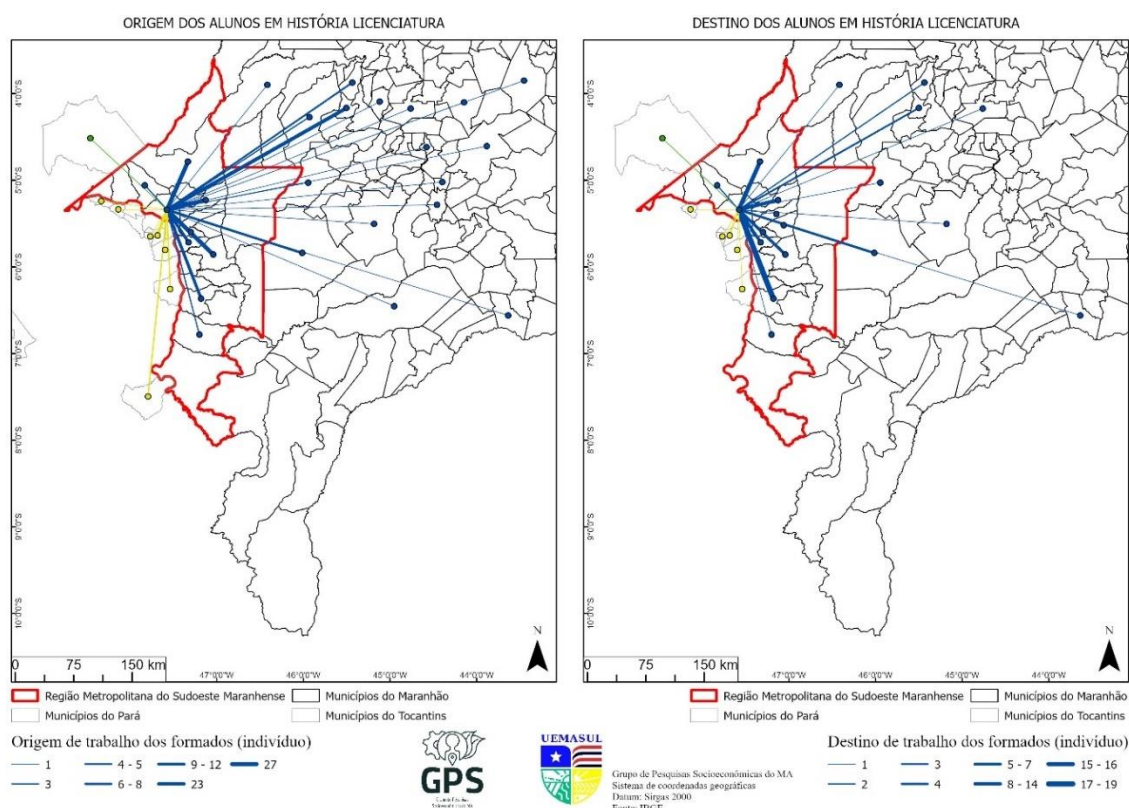 ORIGEM DOS ALUNOS EM HISTÓRIA LICENCIATURA
4°0'0"S
5°0'0"S
6°0'0"S
7°0'0"S
8°0'0"S
9°0'0"S
10°0'0"S
N
0 75 150 km
47°0'0"W 46°0'0"W 45°0'0"W 44°0'0"W
Região Metropolitana do Sudoeste Maranhense Municípios do Maranhão
Municípios do Pará Municípios do Tocantins
Origem de trabalho dos formados (indivíduo)
1 4 - 5 9 - 12 27
3 6 - 8 23
DESTINO DOS ALUNOS EM HISTÓRIA LICENCIATURA
4°0'0"S
5°0'0"S
6°0'0"S
7°0'0"S
8°0'0"S
9°0'0"S
10°0'0"S
N
0 75 150 km
47°0'0"W 46°0'0"W 45°0'0"W 44°0'0"W
Região Metropolitana do Sudoeste Maranhense Municípios do Maranhão
Municípios do Pará Municípios do Tocantins
Destino de trabalho dos formados (indivíduo)
1 3 5 - 7 15 - 16
2 4 8 - 14 17 - 19
GPS
UEMASUL
Grupo de Pesquisas Socioeconômicas do MA
Sistema de coordenadas geográficas
Datum: Sirgas 2000
Fonte: IBGE